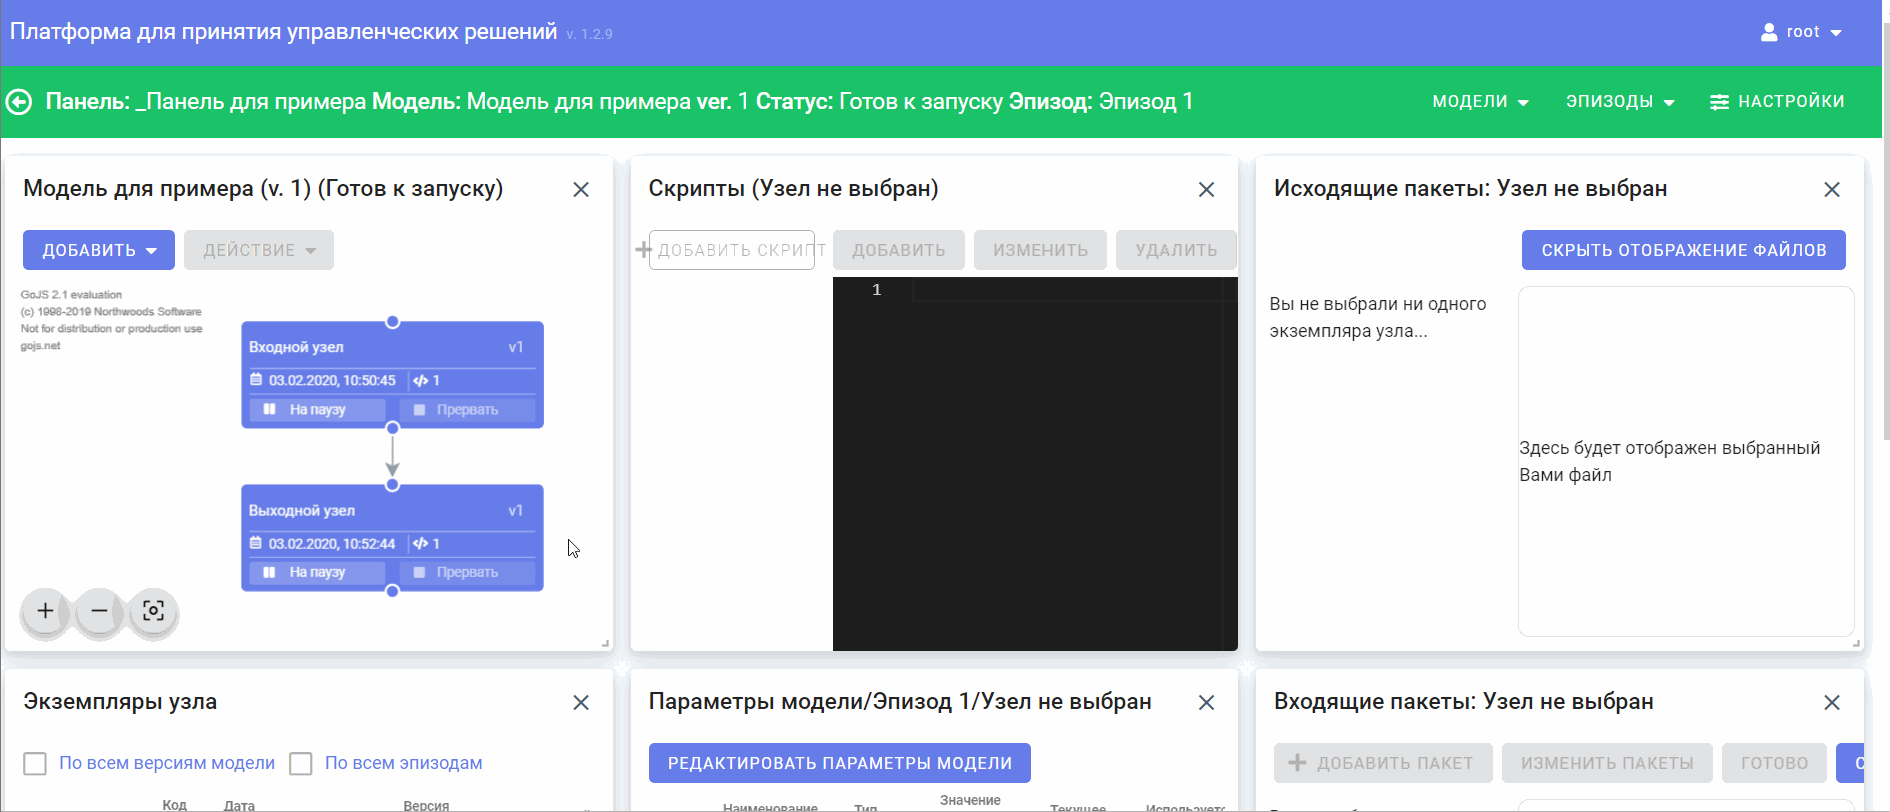 Платформа для принятия управленческих решений v. 1.2.9
root
Панель: _Панель для примера Модель: Модель для примера ver. 1 Статус: Готов к запуску Эпизод: Эпизод 1
МОДЕЛИ
ЭПИЗОДЫ
НАСТРОЙКИ
Модель для примера (v. 1) (Готов к запуску)
ДОБАВИТЬ
ДЕЙСТВИЕ
GoJS 2.1 evaluation
(c) 1998-2019 Northwoods Software
Not for distribution or production use
gojs.net
Входной узел v1
03.02.2020, 10:50:45 1
На паузу
Прервать
Выходной узел v1
03.02.2020, 10:52:44 1
На паузу
Прервать
Скрипты (Узел не выбран)
ДОБАВИТЬ СКРИПТ
ДОБАВИТЬ
ИЗМЕНИТЬ
УДАЛИТЬ
1
Исходящие пакеты: Узел не выбран
СКРЫТЬ ОТОБРАЖЕНИЕ ФАЙЛОВ
Вы не выбрали ни одного
экземпляра узла...
Здесь будет отображен выбранный
Вами файл
Экземпляры узла
По всем версиям модели
По всем эпизодам
Код
Дата
Версия
Параметры модели/Эпизод 1/Узел не выбран
РЕДАКТИРОВАТЬ ПАРАМЕТРЫ МОДЕЛИ
Наименование
Тип
Значение
Текущее
Входящие пакеты: Узел не выбран
ДОБАВИТЬ ПАКЕТ
ИЗМЕНИТЬ ПАКЕТЫ
ГОТОВО